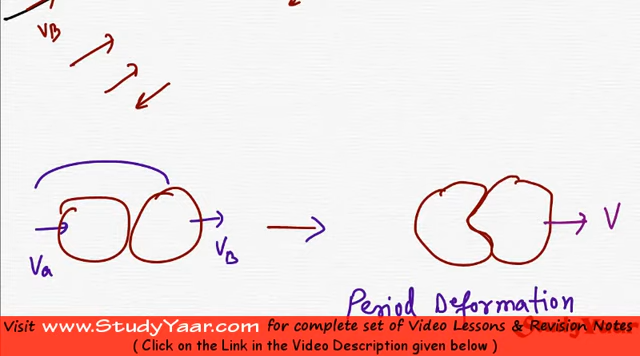 VB
Va
VB
V
Period Deformation
Visit www.StudyYaar.com for complete set of Video Lessons & Revision Notes
( Click on the Link in the Video Description given below )
StudyYaar